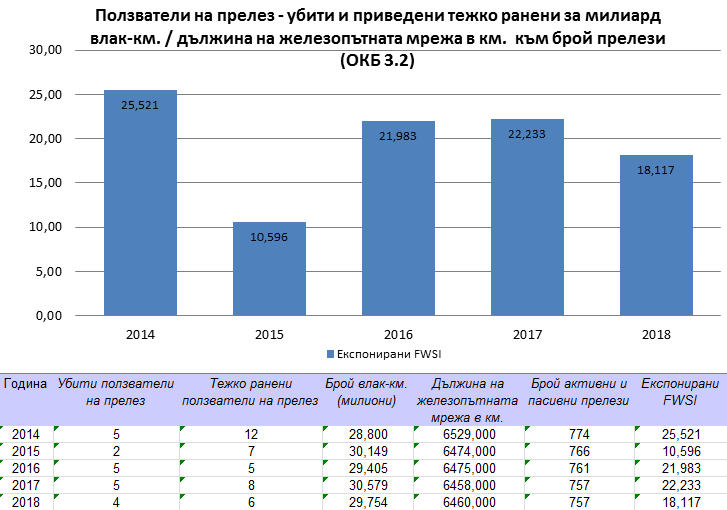 Ползватели на прелез - убити и приведени тежко ранени за милиард
влак-км. / дължина на железопътната мрежа в км.  към брой прелези
(ОКБ 3.2)
30,00
25,00
20,00
15,00
10,00
5,00
0,00
25,521
10,596
21,983
22,233
18,117
2014 2015 2016 2017 2018
Експонирани FWSI
Година Убити ползватели на прелез Тежко ранени ползватели на прелез Брой влак-км. (милиони) Дължина на железопътната мрежа в км. Брой активни и пасивни прелези Експонирани FWSI
2014 5 12 28,800 6529,000 774 25,521
2015 2 7 30,149 6474,000 766 10,596
2016 5 5 29,405 6475,000 761 21,983
2017 5 8 30,579 6458,000 757 22,233
2018 4 6 29,754 6460,000 757 18,117